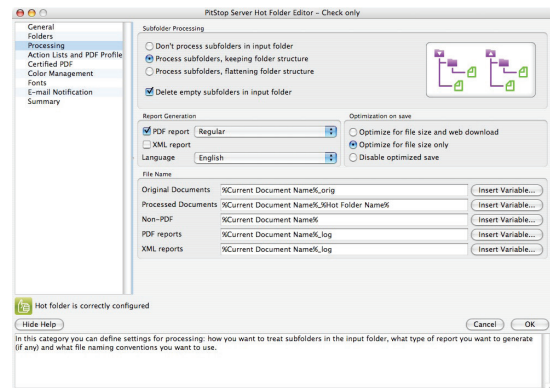 PitStop Server Hot Folder Editor - Check only
General
Folders
Processing
Action Lists and PDF Profile
Certified PDF
Color Management
Fonts
E-mail Notification
Summary
Subfolder Processing
Don't process subfolders in input folder
Process subfolders, keeping folder structure
Process subfolders, flattening folder structure
Delete empty subfolders in input folder
Report Generation
PDF report Regular
XML report
Language English
Optimization on save
Optimize for file size and web download
Optimize for file size only
Disable optimized save
File Name
Original Documents %Current Document Name%_orig Insert Variable...
Processed Documents %Current Document Name%_%Hot Folder Name% Insert Variable...
Non-PDF %Current Document Name% Insert Variable...
PDF reports %Current Document Name%_log Insert Variable...
XML reports %Current Document Name%_log Insert Variable...
Hot folder is correctly configured
Hide Help Cancel OK
In this category you can define settings for processing: how you want to treat subfolders in the input folder, what type of report you want to generate
(if any) and what file naming conventions you want to use.